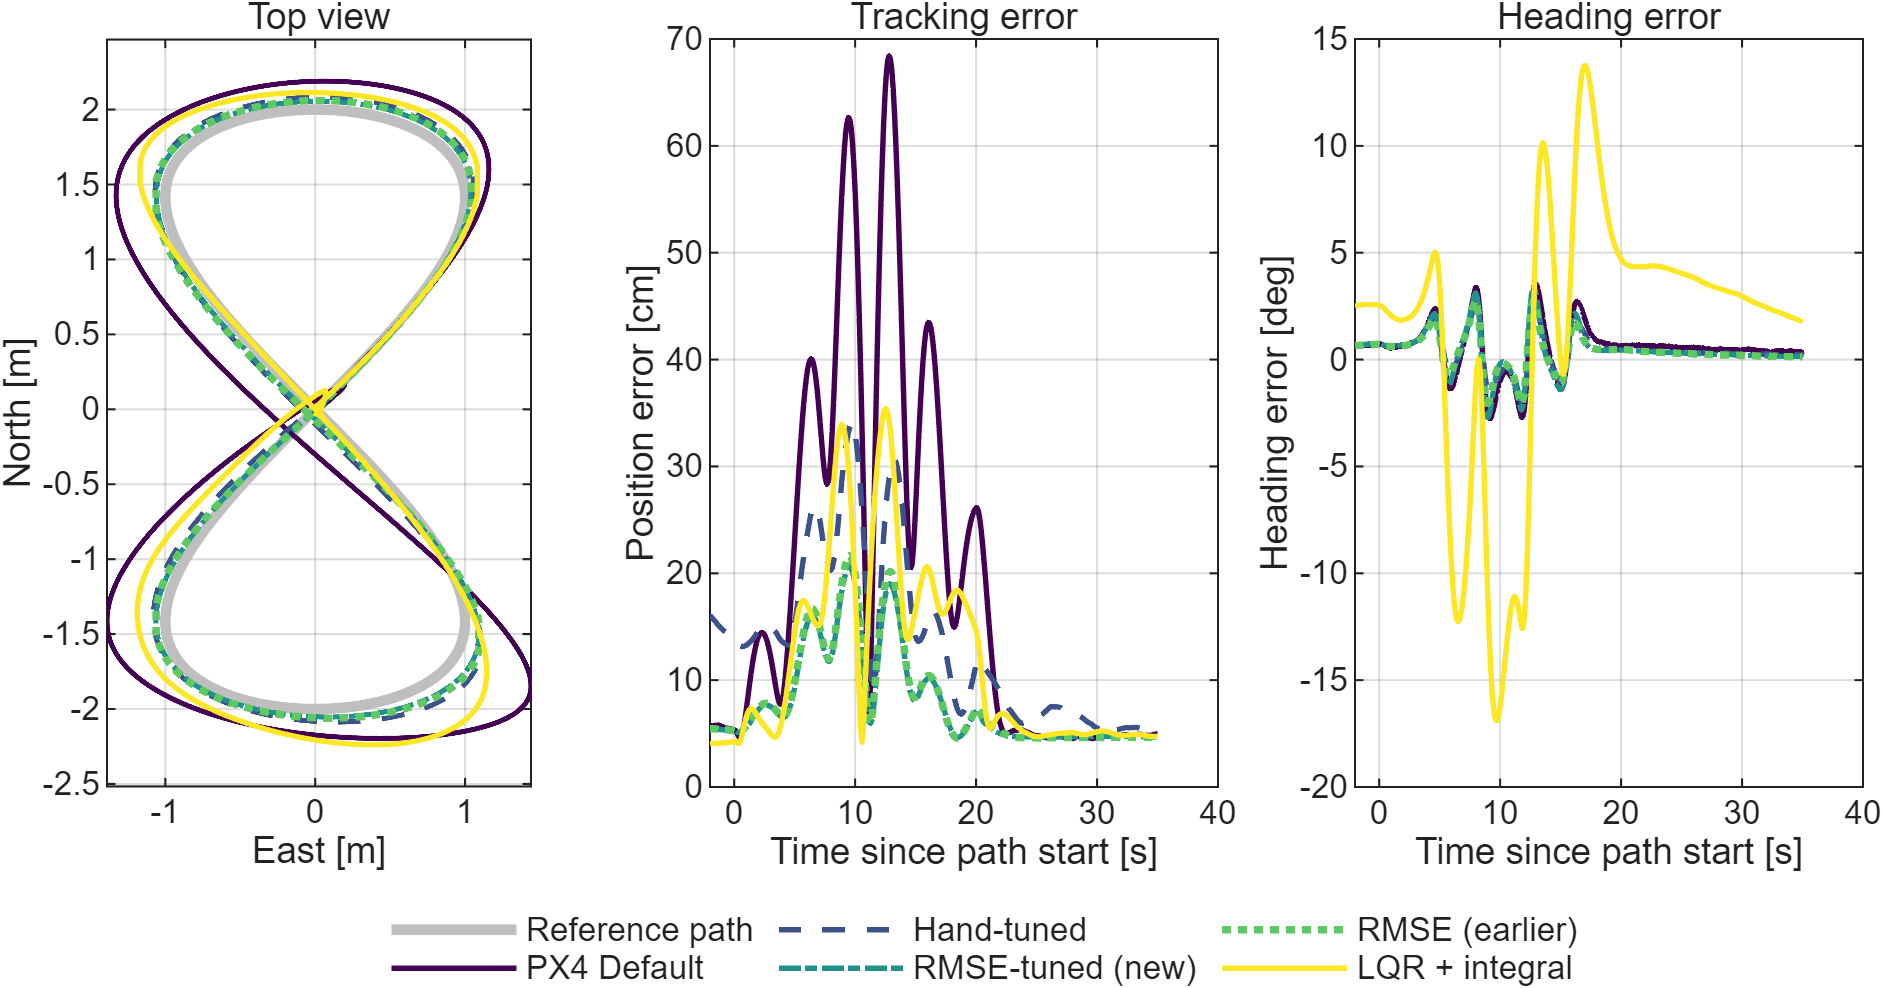 Top view
2
1.5
1
0.5
0
-0.5
-1
-1.5
-2
-2.5
North [m]
-1 0 1
East [m]
Tracking error
70
60
50
40
30
20
10
0
Position error [cm]
0 10 20 30 40
Time since path start [s]
Heading error
15
10
5
0
-5
-10
-15
-20
Heading error [deg]
0 10 20 30 40
Time since path start [s]
Reference path
PX4 Default
Hand-tuned
RMSE-tuned (new)
RMSE (earlier)
LQR + integral